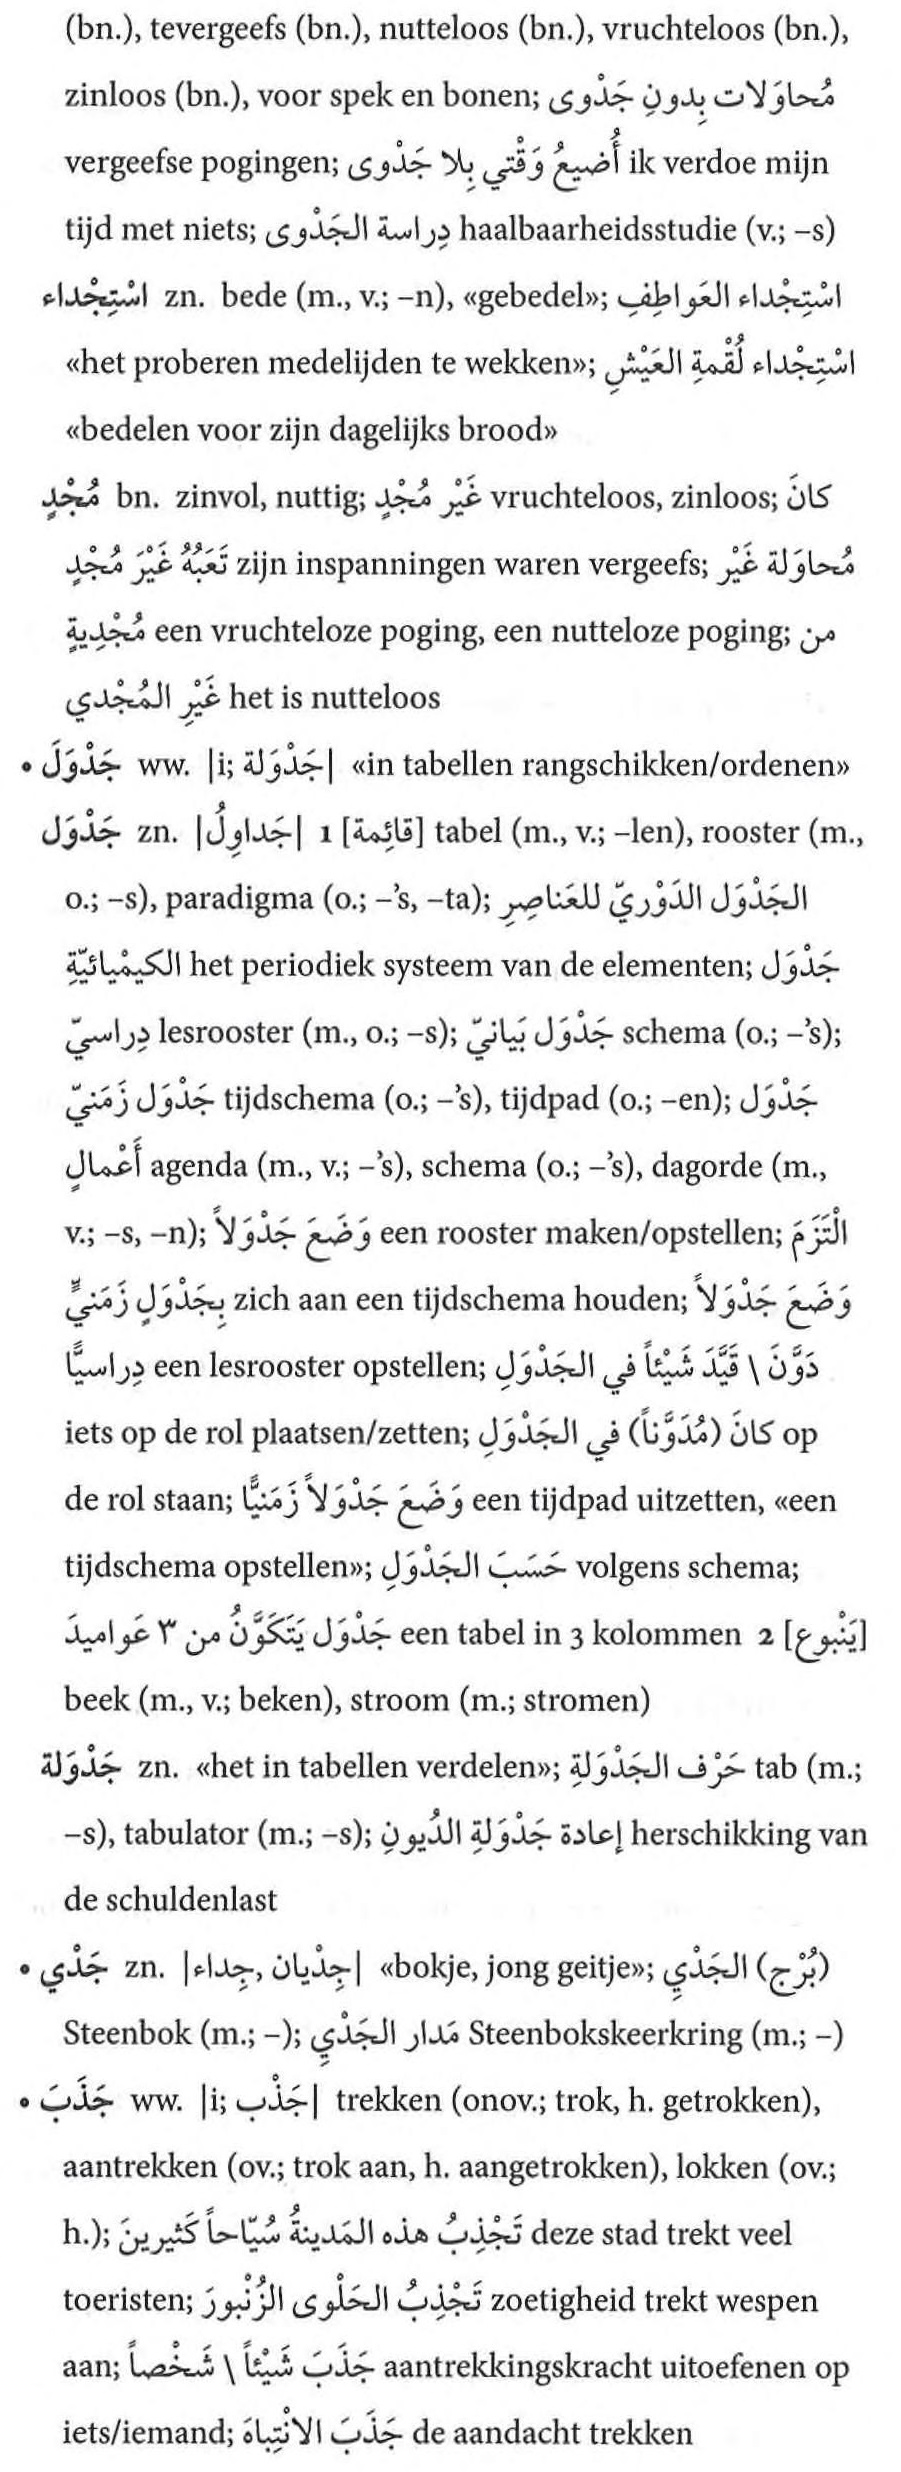 (bn.), tevergeefs (bn.), nutteloos (bn.), vruchteloos (bn.),
zinloos (bn.), voor spek en bonen; مُحاوَلات بِدونِ جَدْوى
vergeefse pogingen; أُضيعُ وَقْتي بِلا جَدْوى ik verdoe mijn
tijd met niets; دِراسة الجَدْوى haalbaarheidsstudie (v.; –s)
اسْتِجْداء zn. bede (m., v.; –n), «gebedel»; اسْتِجْداء العَواطِفِ
«het proberen medelijden te wekken»; اسْتِجْداء لُقْمةِ العَيْشِ
«bedelen voor zijn dagelijks brood»
مُجْدٍ bn. zinvol, nuttig; غَيْر مُجْدٍ vruchteloos, zinloos; كانَ
تَعَبُهُ غَيْرَ مُجْدٍ zijn inspanningen waren vergeefs; مُحاوَلة غَيْر
مُجْدِيةٍ een vruchteloze poging, een nutteloze poging; من
غَيْرِ المُجْدي het is nutteloos
• جَدْوَلَ ww. |i; جَدْوَلة| «in tabellen rangschikken/ordenen»
جَدْوَل zn. |جَداوِلُ| 1 [قائِمة] tabel (m., v.; –len), rooster (m.,
o.; –s), paradigma (o.; –’s, –ta); الجَدْوَل الدَوْريّ للعَناصِرِ
الكيمْيائيّةِ het periodiek systeem van de elementen; جَدْوَل
دِراسيّ lesrooster (m., o.; –s); جَدْوَل بَيانيّ schema (o.; –’s);
جَدْوَل زَمَنيّ tijdschema (o.; –’s), tijdpad (o.; –en); جَدْوَل
أَعْمالٍ agenda (m., v.; –’s), schema (o.; –’s), dagorde (m.,
v.; –s, –n); وَضَعَ جَدْوَلاً een rooster maken/opstellen; الْتَزَمَ
بِجَدْوَلٍ زَمَنيٍّ zich aan een tijdschema houden; وَضَعَ جَدْوَلاً
دِراسيًّا een lesrooster opstellen; دَوَّنَ \ قَيَّدَ شَيْئاً في الجَدْوَلِ
iets op de rol plaatsen/zetten; كانَ (مُدَوَّناً) في الجَدْوَلِ op
de rol staan; وَضَعَ جَدْوَلاً زَمَنيًّا een tijdpad uitzetten, «een
tijdschema opstellen»; حَسَبَ الجَدْوَلِ volgens schema;
جَدْوَل يَتَكَوَّنُ من ٣ عَواميدَ een tabel in 3 kolommen 2 [يَنْبوع]
beek (m., v.; beken), stroom (m.; stromen)
جَدْوَلة zn. «het in tabellen verdelen»; حَرْف الجَدْوَلةِ tab (m.;
–s), tabulator (m.; –s); إعادة جَدْوَلةِ الدُيونِ herschikking van
de schuldenlast
• جَدْي zn. |جِدْيان, جِداء| «bokje, jong geitje»; (بُرْج) الجَدْيِ
Steenbok (m.; –); مَدار الجَدْيِ Steenbokskeerkring (m.; –)
• جَذَبَ ww. |i; جَذْب| trekken (onov.; trok, h. getrokken),
aantrekken (ov.; trok aan, h. aangetrokken), lokken (ov.;
h.); تَجْذِبُ هذه المَدينةُ سُيّاحاً كَثيرينَ deze stad trekt veel
toeristen; تَجْذِبُ الحَلْوى الزُنْبورَ zoetigheid trekt wespen
aan; جَذَبَ شَيْئاً \ شَخْصاً aantrekkingskracht uitoefenen op
iets/iemand; جَذَبَ الانْتِباهَ de aandacht trekken